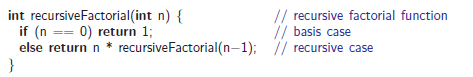 int recursiveFactorial(int n) { // recursive factorial function
if (n == 0) return 1; // basis case
else return n * recursiveFactorial(n−1); // recursive case
}